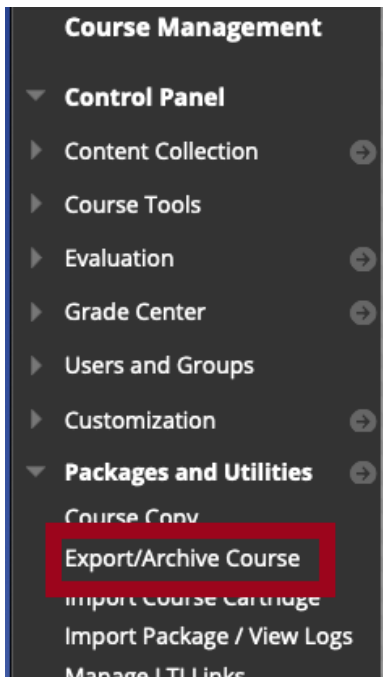 Course Management
Control Panel
Content Collection
Course Tools
Evaluation
Grade Center
Users and Groups
Customization
Packages and Utilities
Course Copy
Export/Archive Course
Import Course Cartridge
Import Package / View Logs
Manage LTI Links